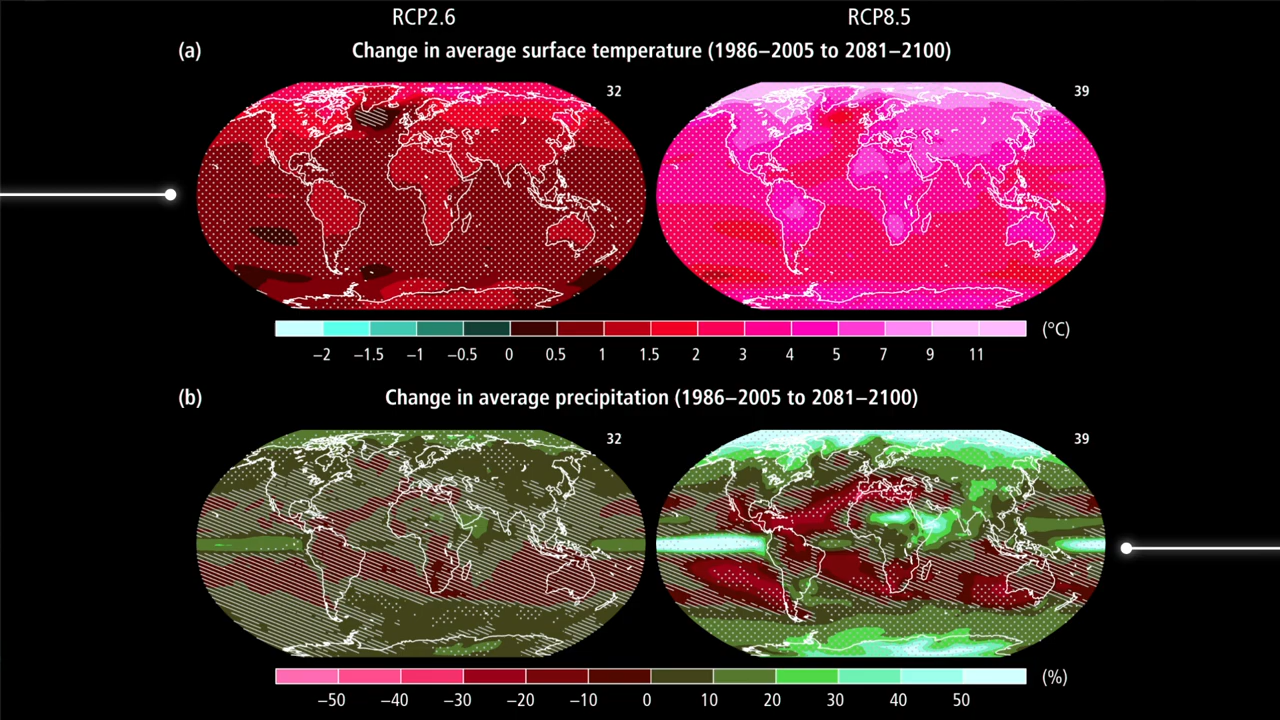 RCP2.6 RCP8.5
(a) Change in average surface temperature (1986–2005 to 2081–2100)
32 39
−2 −1.5 −1 −0.5 0 0.5 1 1.5 2 3 4 5 7 9 11 (°C)
(b) Change in average precipitation (1986–2005 to 2081–2100)
32 39
−50 −40 −30 −20 −10 0 10 20 30 40 50 (%)